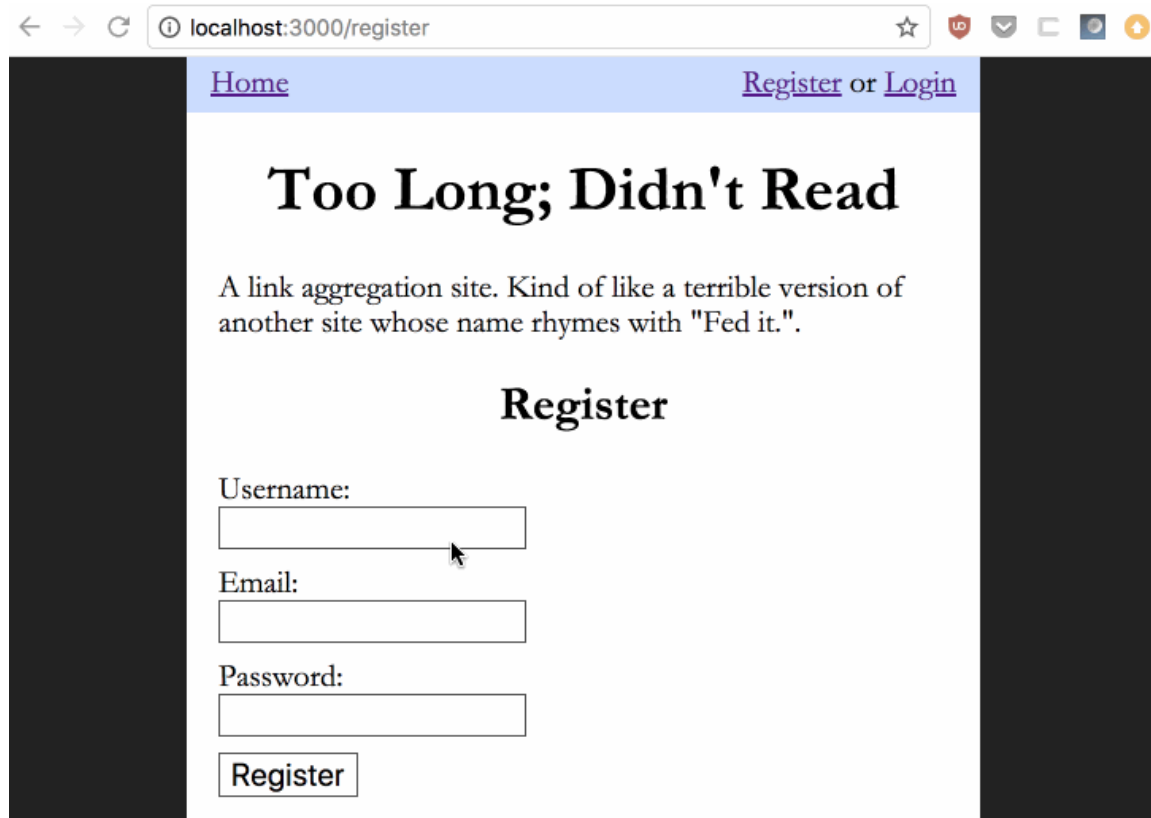 localhost:3000/register
Home Register or Login
Too Long; Didn't Read
A link aggregation site. Kind of like a terrible version of
another site whose name rhymes with "Fed it.".
Register
Username:
Email:
Password:
Register